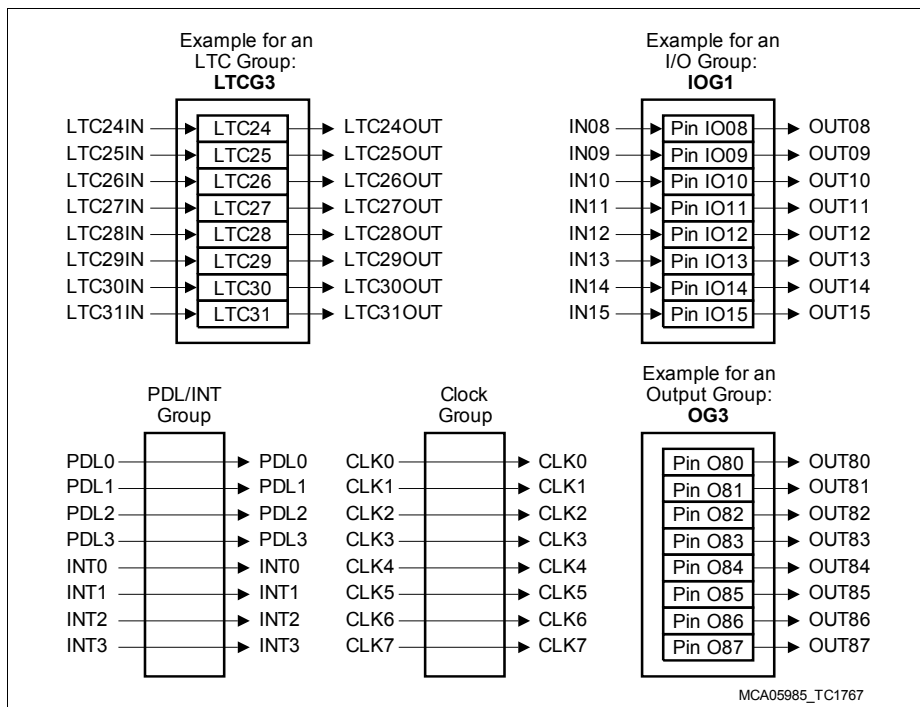 Example for an
LTC Group:
LTCG3
LTC24IN LTC24 LTC24OUT
LTC25IN LTC25 LTC25OUT
LTC26IN LTC26 LTC26OUT
LTC27IN LTC27 LTC27OUT
LTC28IN LTC28 LTC28OUT
LTC29IN LTC29 LTC29OUT
LTC30IN LTC30 LTC30OUT
LTC31IN LTC31 LTC31OUT
Example for an
I/O Group:
IOG1
IN08 Pin IO08 OUT08
IN09 Pin IO09 OUT09
IN10 Pin IO10 OUT10
IN11 Pin IO11 OUT11
IN12 Pin IO12 OUT12
IN13 Pin IO13 OUT13
IN14 Pin IO14 OUT14
IN15 Pin IO15 OUT15
PDL/INT
Group
PDL0 PDL0
PDL1 PDL1
PDL2 PDL2
PDL3 PDL3
INT0 INT0
INT1 INT1
INT2 INT2
INT3 INT3
Clock
Group
CLK0 CLK0
CLK1 CLK1
CLK2 CLK2
CLK3 CLK3
CLK4 CLK4
CLK5 CLK5
CLK6 CLK6
CLK7 CLK7
Example for an
Output Group:
OG3
Pin O80 OUT80
Pin O81 OUT81
Pin O82 OUT82
Pin O83 OUT83
Pin O84 OUT84
Pin O85 OUT85
Pin O86 OUT86
Pin O87 OUT87
MCA05985_TC1767